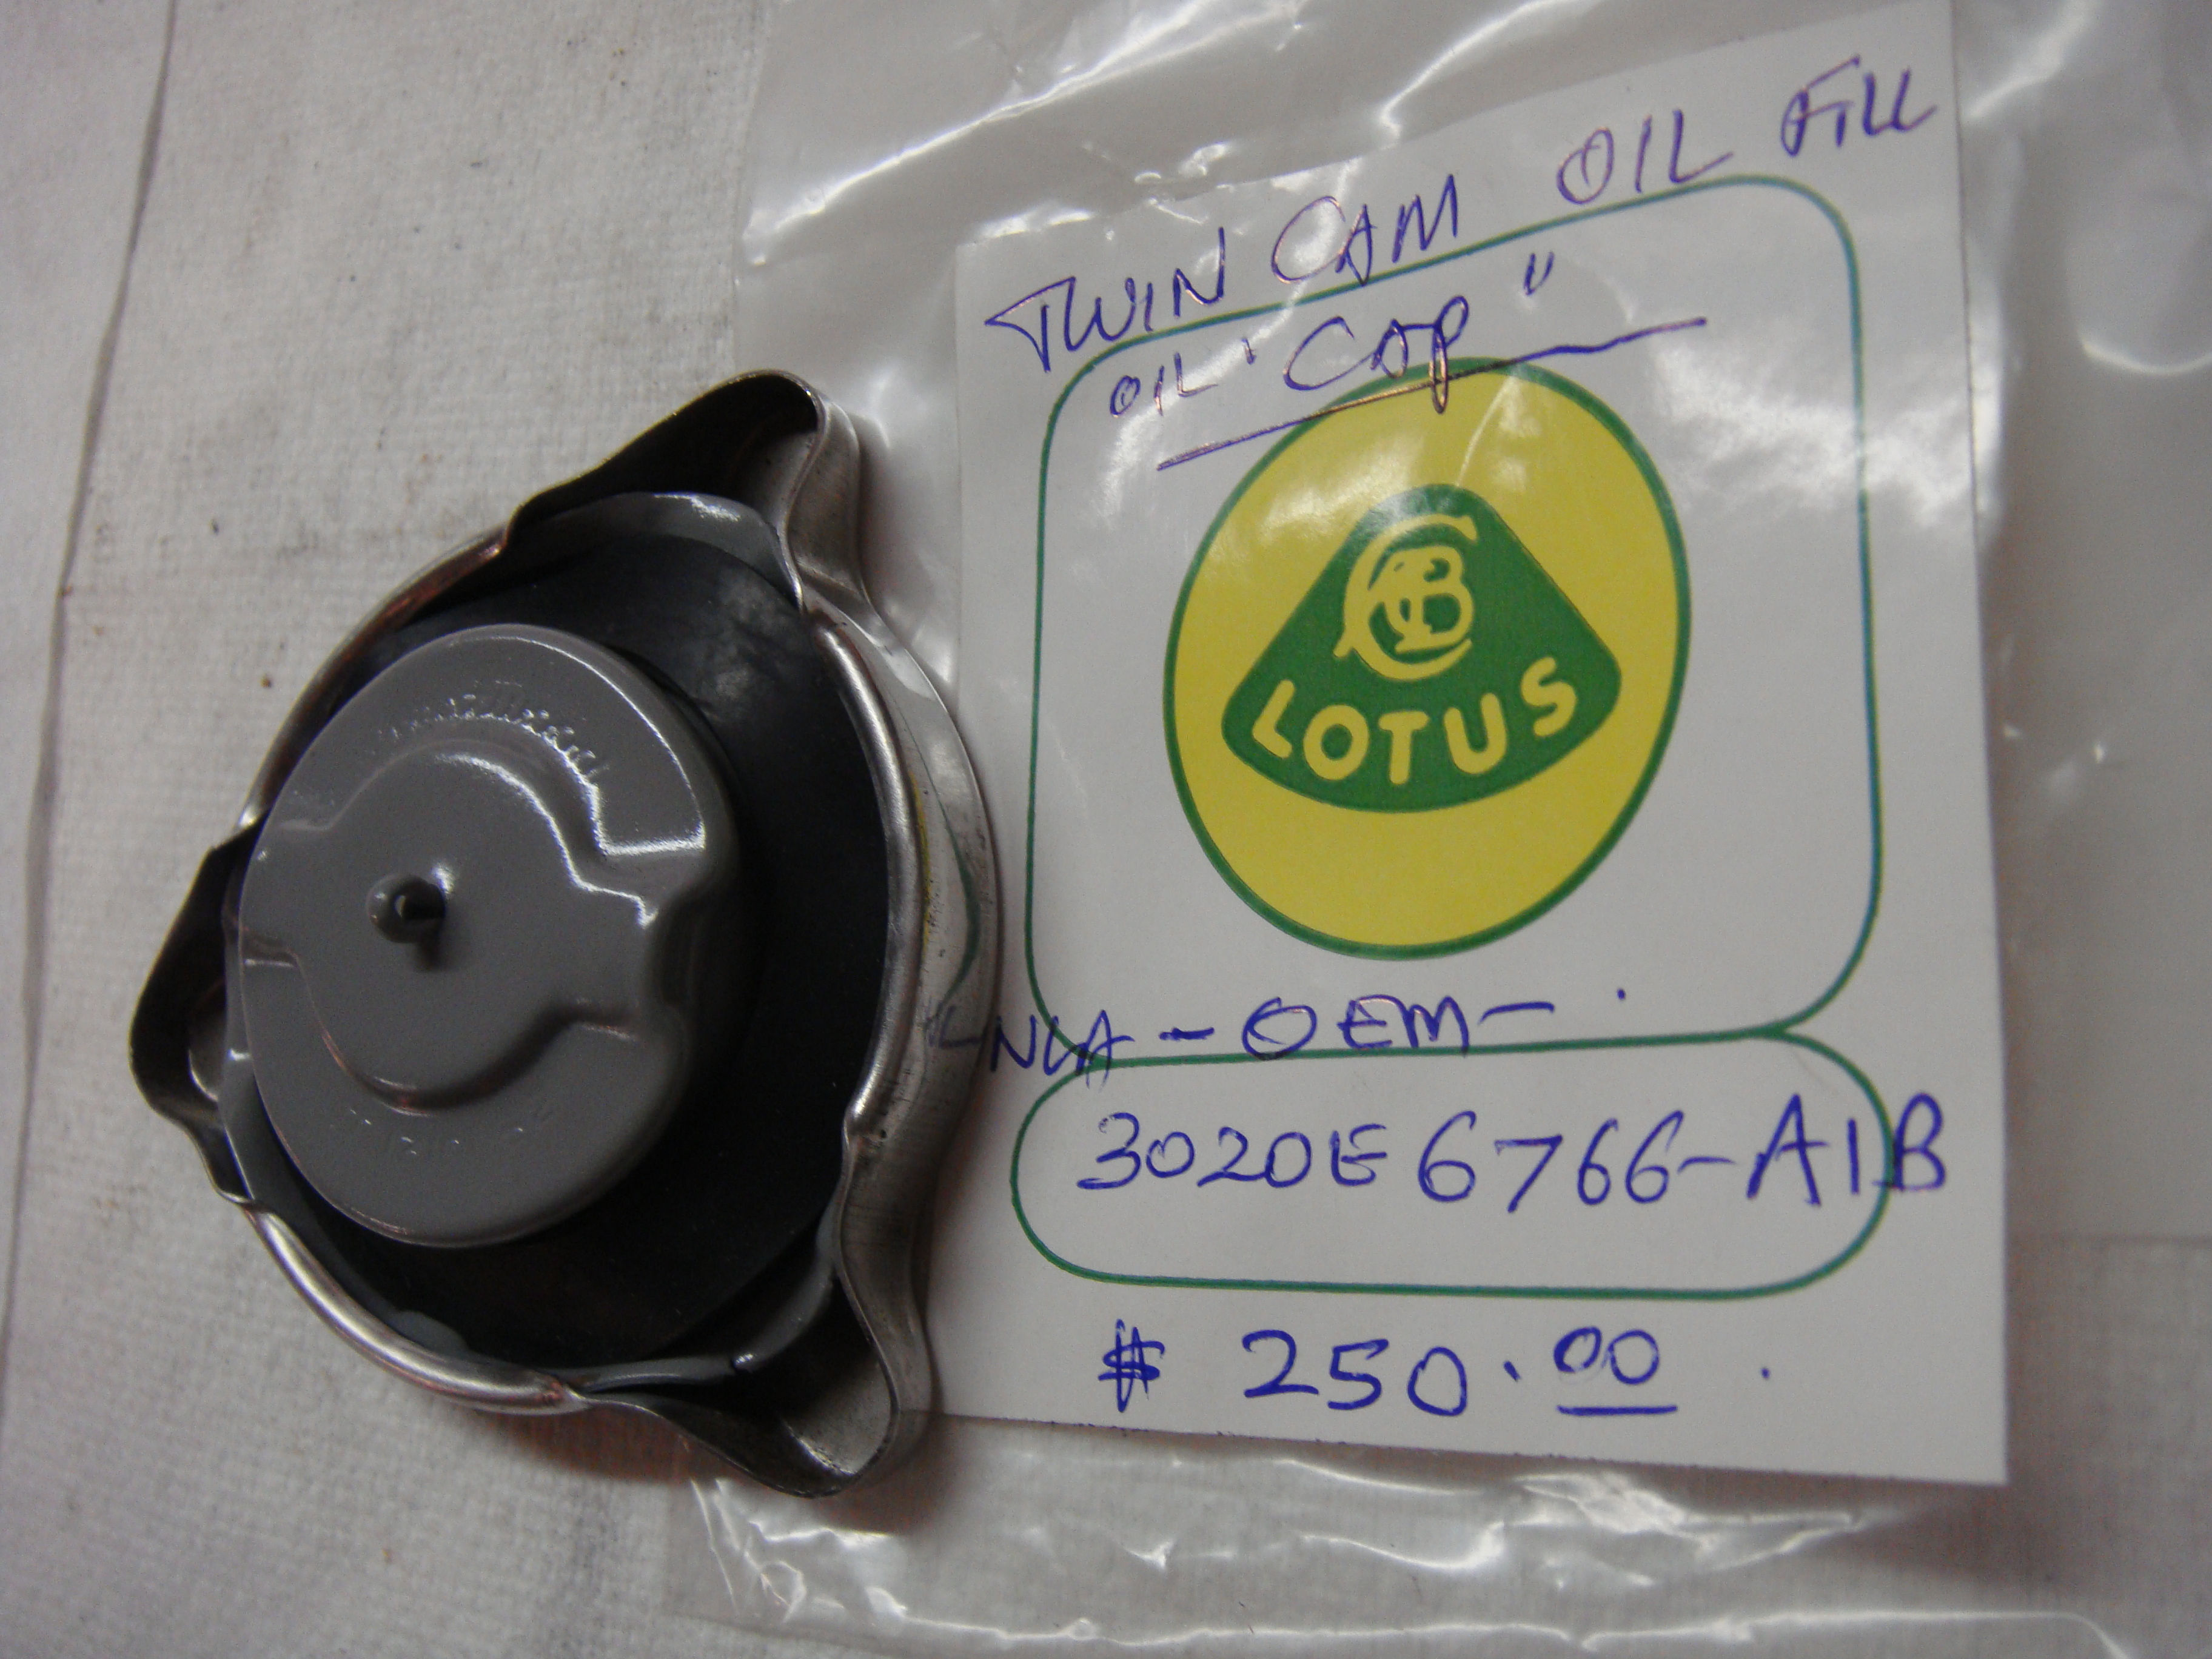 TWIN CAM OIL FILL
OIL "CAP"
LOTUS
NLA - OEM -
3020E6766-A1B
$ 250.00